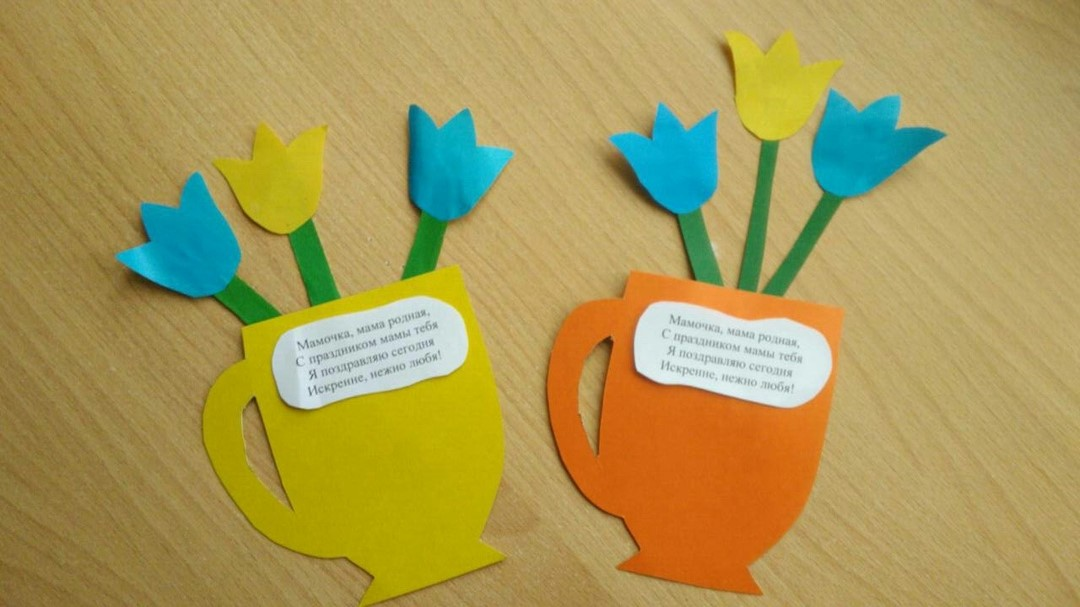 Мамочка, мама родная,
С праздником мамы тебя
Я поздравляю сегодня
Искренне, нежно любя!
Мамочка, мама родная,
С праздником мамы тебя
Я поздравляю сегодня
Искренне, нежно любя!